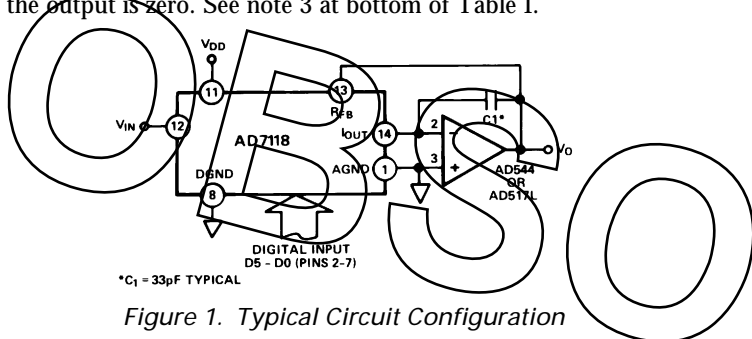 the output is zero. See note 3 at bottom of Table I.
VDD
11
13
RFB
C1*
VIN
12
IOUT
14
2
–
VO
AD7118
AGND
1
3
+
AD544
OR
AD517L
DGND
8
DIGITAL INPUT
D5 - D0 (PINS 2-7)
*C1 = 33pF TYPICAL
Figure 1. Typical Circuit Configuration
OBSO